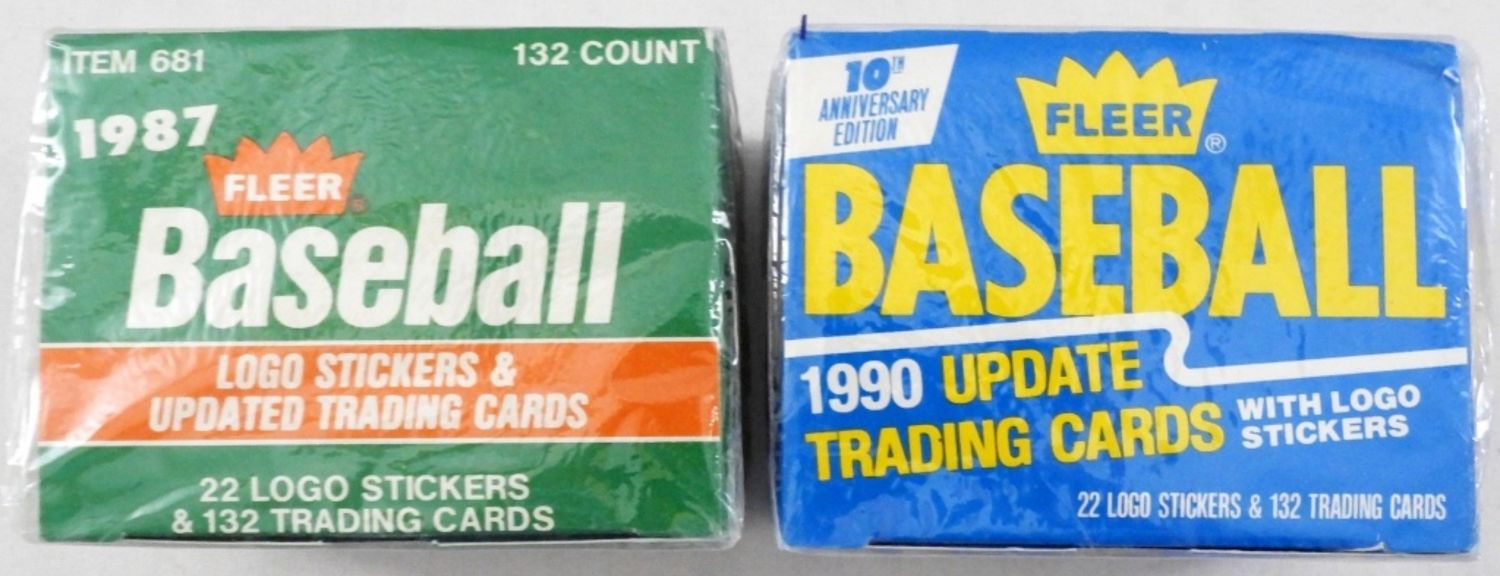 ITEM 681
132 COUNT
1987
FLEER
Baseball
LOGO STICKERS &
UPDATED TRADING CARDS
22 LOGO STICKERS
& 132 TRADING CARDS
10TH
ANNIVERSARY
EDITION
FLEER®
BASEBALL
1990 UPDATE
TRADING CARDS
WITH LOGO
STICKERS
22 LOGO STICKERS & 132 TRADING CARDS